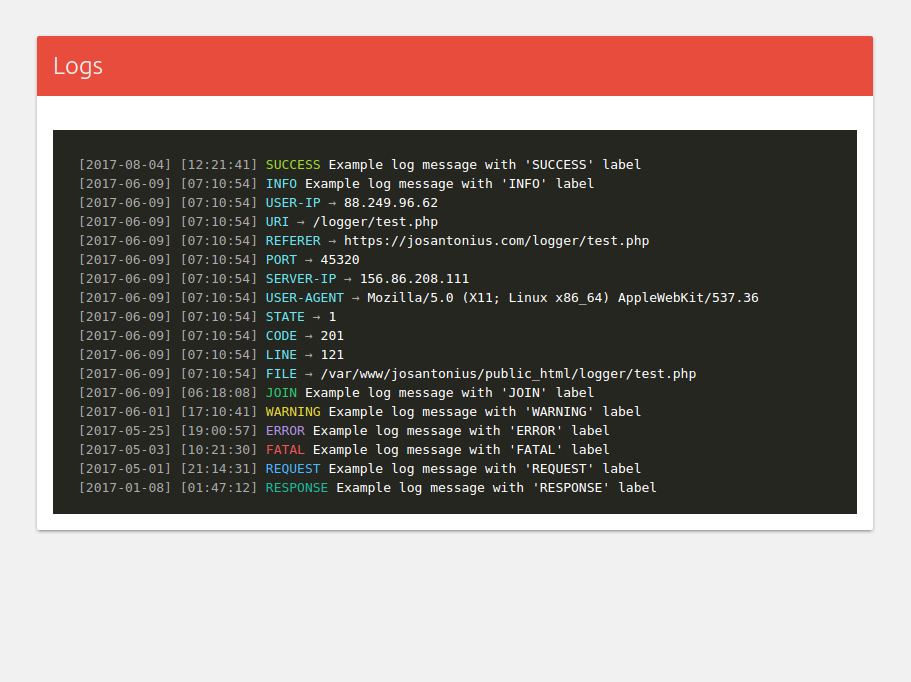 Logs
[2017-08-04] [12:21:41] SUCCESS Example log message with 'SUCCESS' label
[2017-06-09] [07:10:54] INFO Example log message with 'INFO' label
[2017-06-09] [07:10:54] USER-IP → 88.249.96.62
[2017-06-09] [07:10:54] URI → /logger/test.php
[2017-06-09] [07:10:54] REFERER → https://josantonius.com/logger/test.php
[2017-06-09] [07:10:54] PORT → 45320
[2017-06-09] [07:10:54] SERVER-IP → 156.86.208.111
[2017-06-09] [07:10:54] USER-AGENT → Mozilla/5.0 (X11; Linux x86_64) AppleWebKit/537.36
[2017-06-09] [07:10:54] STATE → 1
[2017-06-09] [07:10:54] CODE → 201
[2017-06-09] [07:10:54] LINE → 121
[2017-06-09] [07:10:54] FILE → /var/www/josantonius/public_html/logger/test.php
[2017-06-09] [06:18:08] JOIN Example log message with 'JOIN' label
[2017-06-01] [17:10:41] WARNING Example log message with 'WARNING' label
[2017-05-25] [19:00:57] ERROR Example log message with 'ERROR' label
[2017-05-03] [10:21:30] FATAL Example log message with 'FATAL' label
[2017-05-01] [21:14:31] REQUEST Example log message with 'REQUEST' label
[2017-01-08] [01:47:12] RESPONSE Example log message with 'RESPONSE' label